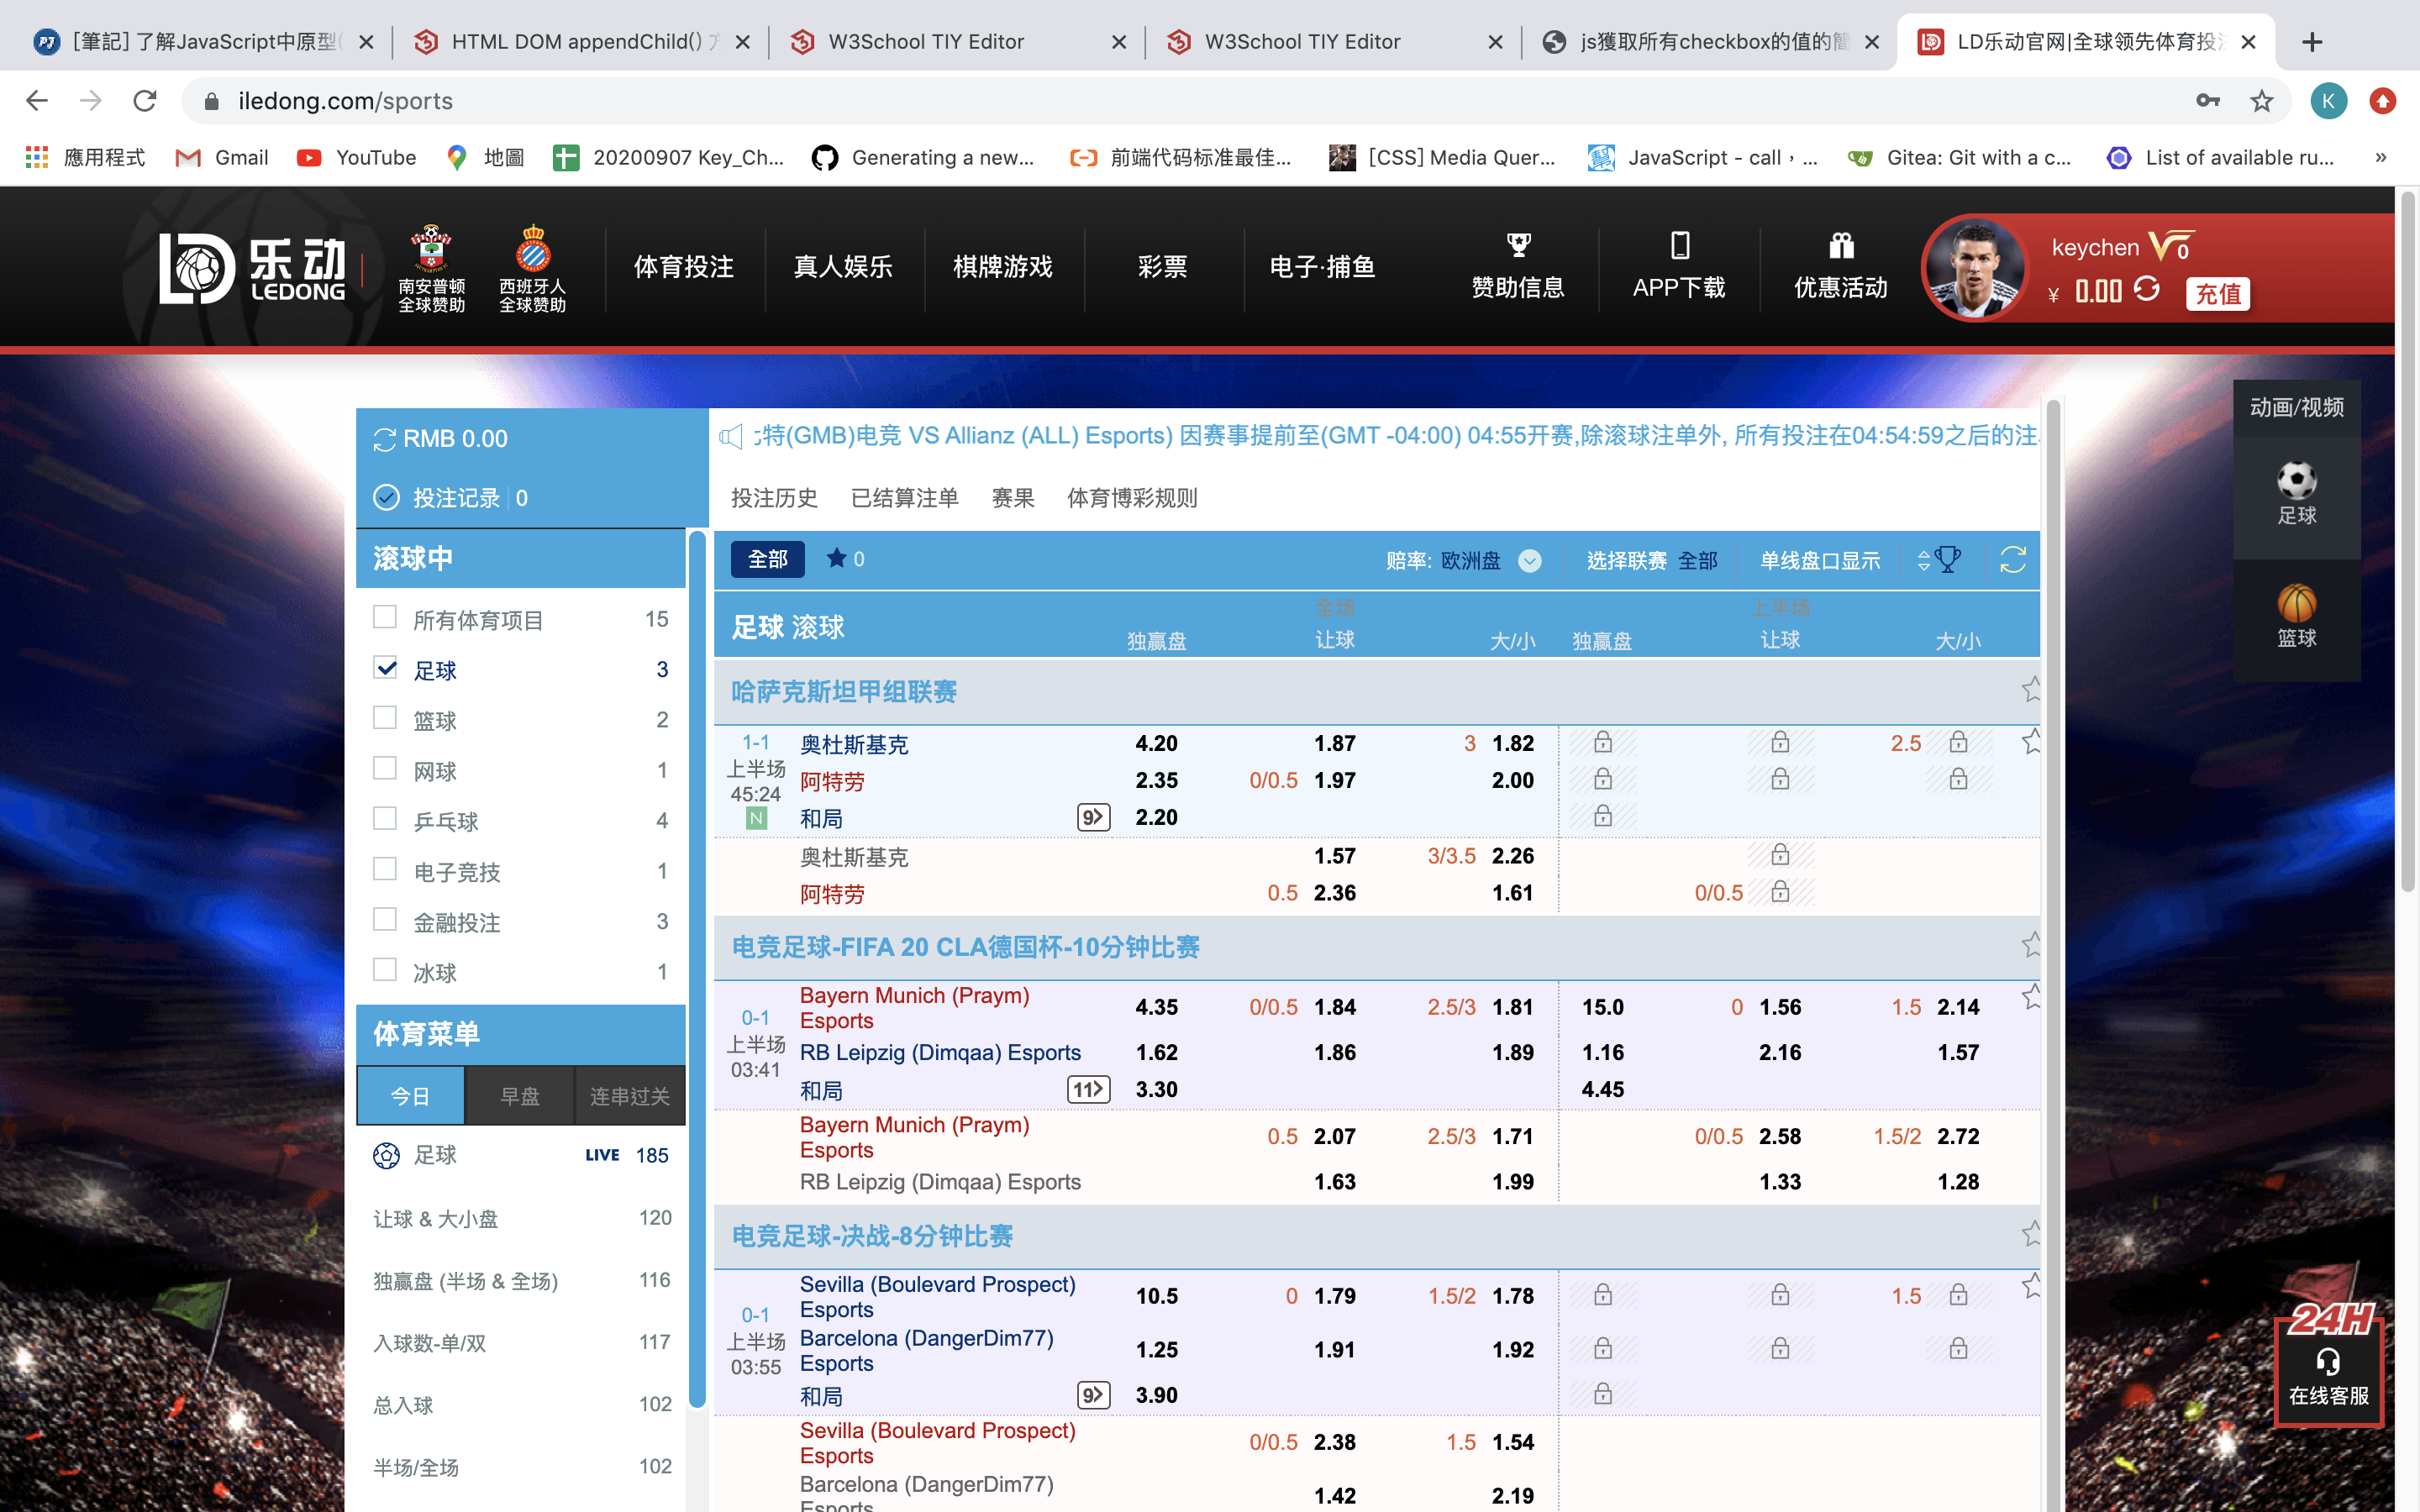 [筆記] 了解JavaScript中原型(
HTML DOM appendChild() 方
W3School TIY Editor
W3School TIY Editor
js獲取所有checkbox的值的簡
LD乐动官网|全球领先体育投注
iledong.com/sports
K
應用程式
Gmail
YouTube
地圖
20200907 Key_Ch...
Generating a new...
前端代码标准最佳...
[CSS] Media Quer...
JavaScript - call，...
Gitea: Git with a c...
List of available ru...
»
LD 乐动
LEDONG
南安普顿
全球赞助
西班牙人
全球赞助
体育投注
真人娱乐
棋牌游戏
彩票
电子·捕鱼
赞助信息
APP下载
优惠活动
keychen V0
¥ 0.00
充值
RMB 0.00
投注记录 0
特(GMB)电竞 VS Allianz (ALL) Esports) 因赛事提前至(GMT -04:00) 04:55开赛,除滚球注单外, 所有投注在04:54:59之后的注
投注历史 已结算注单 赛果 体育博彩规则
滚球中
所有体育项目 15
足球 3
篮球 2
网球 1
乒乓球 4
电子竞技 1
金融投注 3
冰球 1
体育菜单
今日 早盘 连串过关
足球 LIVE 185
让球 & 大小盘 120
独赢盘 (半场 & 全场) 116
入球数-单/双 117
总入球 102
半场/全场 102
全部 0 赔率: 欧洲盘 选择联赛 全部 单线盘口显示
全场 上半场
足球 滚球 独赢盘 让球 大/小 独赢盘 让球 大/小
哈萨克斯坦甲组联赛
1-1 奥杜斯基克 4.20 1.87 3 1.82 2.5
上半场
45:24
N
阿特劳 2.35 0/0.5 1.97 2.00
和局 9 2.20
奥杜斯基克 1.57 3/3.5 2.26
阿特劳 0.5 2.36 1.61 0/0.5
电竞足球-FIFA 20 CLA德国杯-10分钟比赛
0-1
上半场
03:41
Bayern Munich (Praym)
Esports
4.35 0/0.5 1.84 2.5/3 1.81 15.0 0 1.56 1.5 2.14
RB Leipzig (Dimqaa) Esports 1.62 1.86 1.89 1.16 2.16 1.57
和局 11 3.30 4.45
Bayern Munich (Praym)
Esports
0.5 2.07 2.5/3 1.71 0/0.5 2.58 1.5/2 2.72
RB Leipzig (Dimqaa) Esports 1.63 1.99 1.33 1.28
电竞足球-决战-8分钟比赛
0-1
上半场
03:55
Sevilla (Boulevard Prospect)
Esports
10.5 0 1.79 1.5/2 1.78 1.5
Barcelona (DangerDim77)
Esports
1.25 1.91 1.92
和局 9 3.90
Sevilla (Boulevard Prospect)
Esports
0/0.5 2.38 1.5 1.54
Barcelona (DangerDim77)
Esports
1.42 2.19
动画/视频
足球
篮球
24H
在线客服